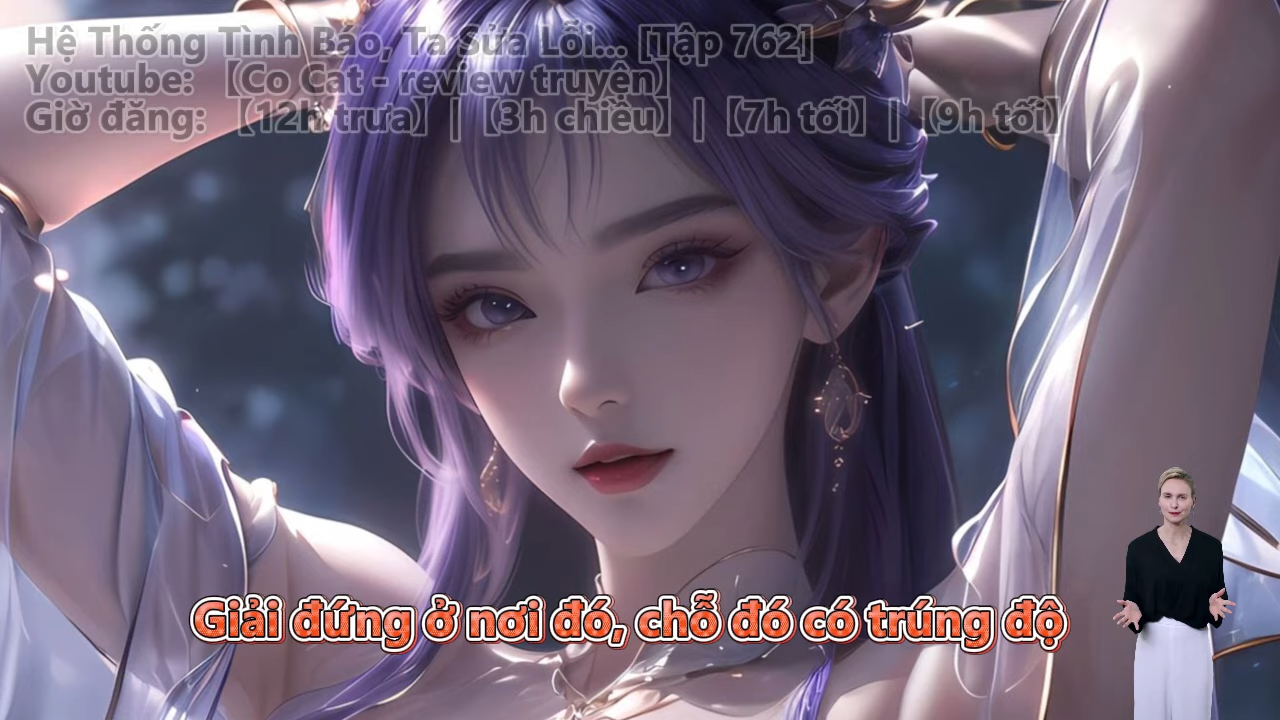 Hệ Thống Tình Báo, Ta Sửa Lỗi... [Tập 762]
Youtube: 【Co Cat - review truyện】
Giờ đăng: 【12h trưa】 | 【3h chiều】 | 【7h tối】 | 【9h tối】
Giải đứng ở nơi đó, chỗ đó có trúng độ